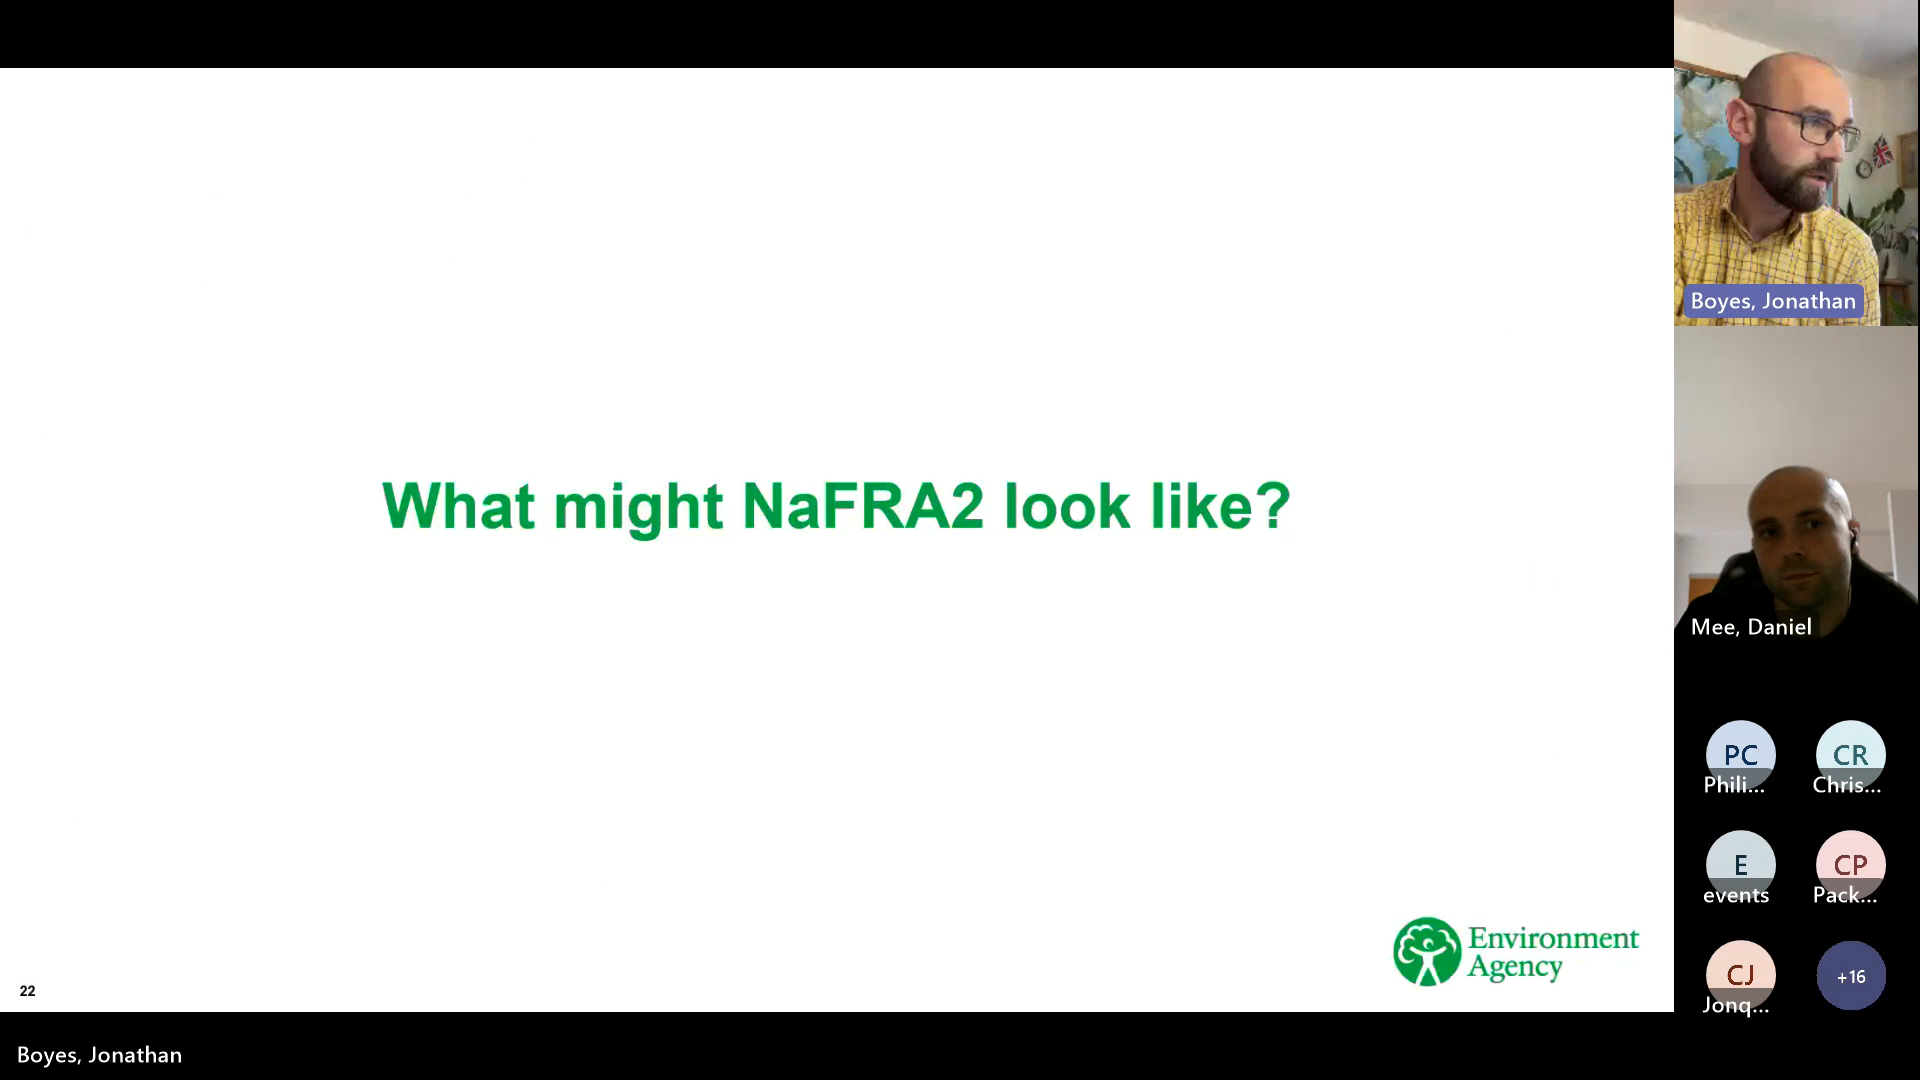 What might NaFRA2 look like?
Environment
Agency
22
Boyes, Jonathan
Boyes, Jonathan
Mee, Daniel
PC
Phili...
CR
Chris...
E
events
CP
Pack...
CJ
Jonq...
+16